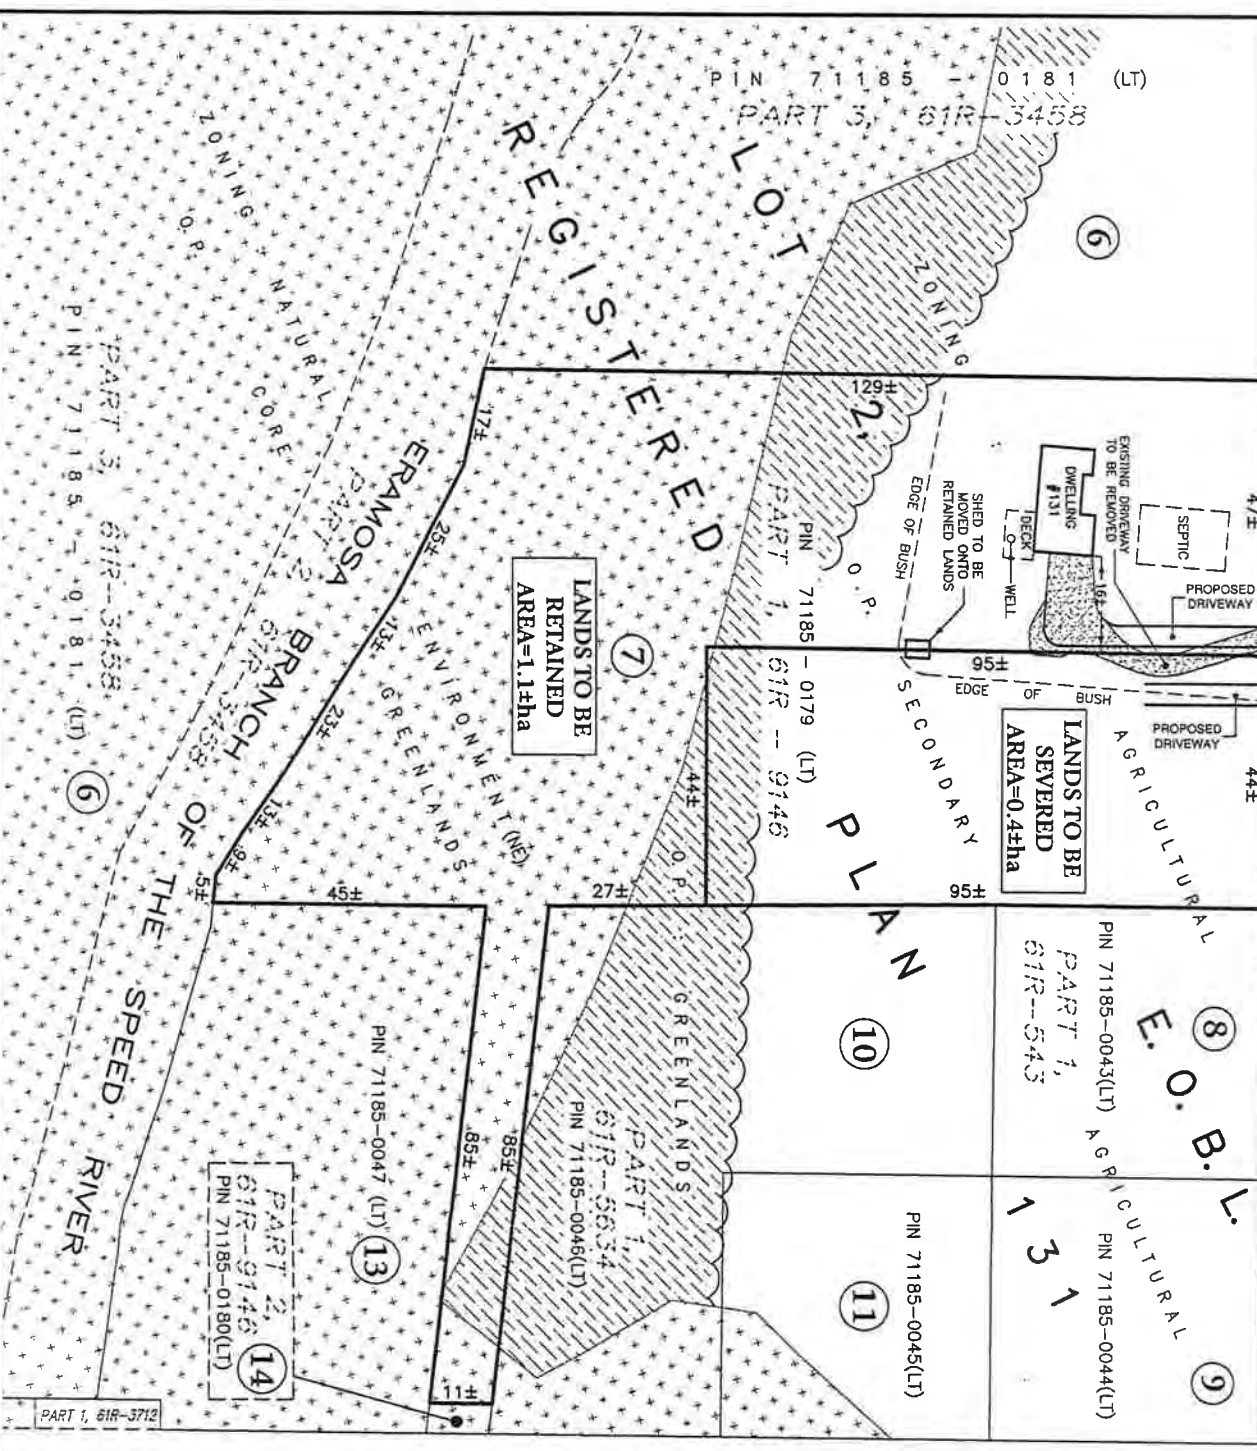 PIN 71185 - 0181 (LT)
PART 3, 61R-3458
LOT 2,
REGISTERED
PLAN
E.O.B.L.
131
6
ZONING
ZONING NATURAL
O.P. CORE
PART 3, 61R-3458
PIN 71185 - 0181 (LT)
6
ERAMOSA BRANCH OF THE SPEED RIVER
PART 2 61R-3458
129±
17±
25±
13±
23±
13±
9±
5±
45±
27±
44±
95±
95±
47±
44±
16±
85±
85±
11±
ENVIRONMENT (NE)
GREENLANDS
LANDS TO BE
RETAINED
AREA=1.1±ha
7
PIN 71185 - 0179 (LT)
PART 1, 61R -- 9146
O.P.
SECONDARY
AGRICULTURAL
EDGE OF BUSH
SHED TO BE
MOVED ONTO
RETAINED LANDS
EXISTING DRIVEWAY
TO BE REMOVED
DWELLING
#131
DECK
WELL
SEPTIC
PROPOSED
DRIVEWAY
EDGE OF BUSH
PROPOSED
DRIVEWAY
LANDS TO BE
SEVERED
AREA=0.4±ha
O.P.
GREENLANDS
8
PIN 71185-0043(LT)
PART 1,
61R-543
AGRICULTURAL
9
PIN 71185-0044(LT)
10
PART 1,
61R-5634
PIN 71185-0046(LT)
11
PIN 71185-0045(LT)
13
PIN 71185-0047 (LT)
14
PART 2,
61R-9146
PIN 71185-0180(LT)
PART 1, 61R-3712